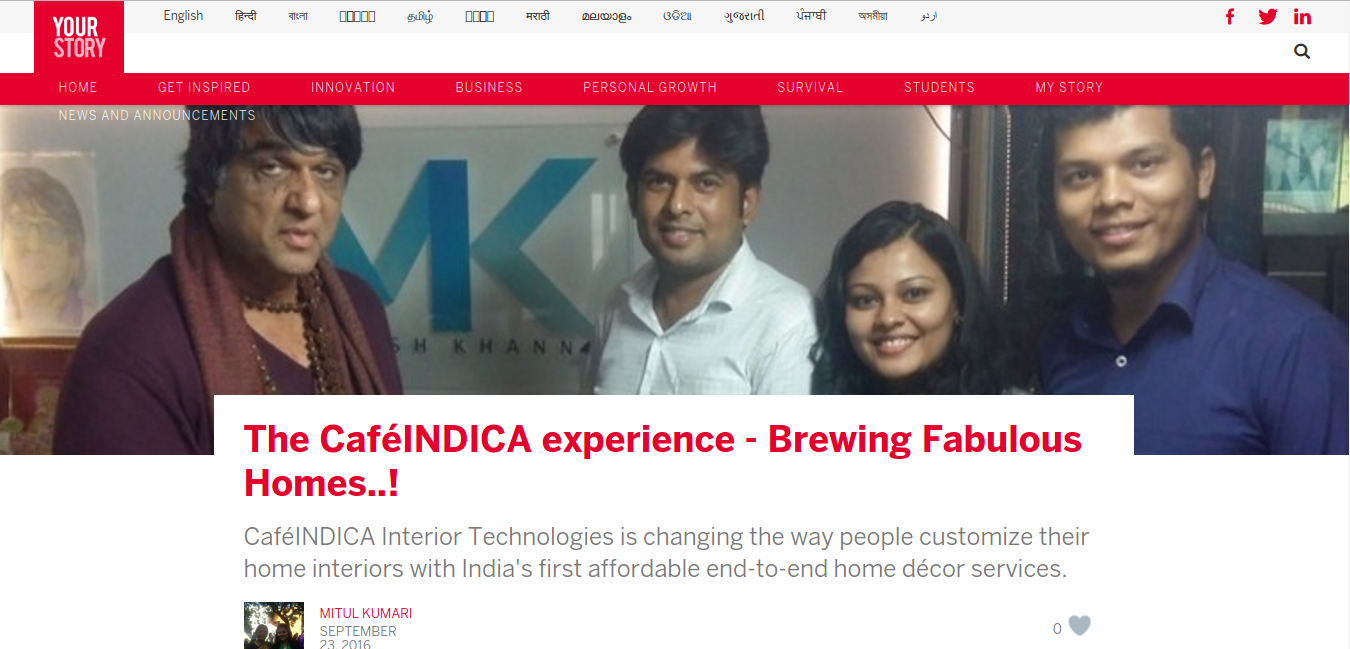 YOUR
STORY
English हिन्दी বাংলা தமிழ் मराठी മലയാളം ଓଡିଆ ગુજરાતી ਪੰਜਾਬੀ অসমীয়া اردو
HOME GET INSPIRED INNOVATION BUSINESS PERSONAL GROWTH SURVIVAL STUDENTS MY STORY
NEWS AND ANNOUNCEMENTS
MK
SH KHANNA
The CaféINDICA experience - Brewing Fabulous
Homes..!
CaféINDICA Interior Technologies is changing the way people customize their
home interiors with India's first affordable end-to-end home décor services.
MITUL KUMARI
SEPTEMBER
23, 2016
0